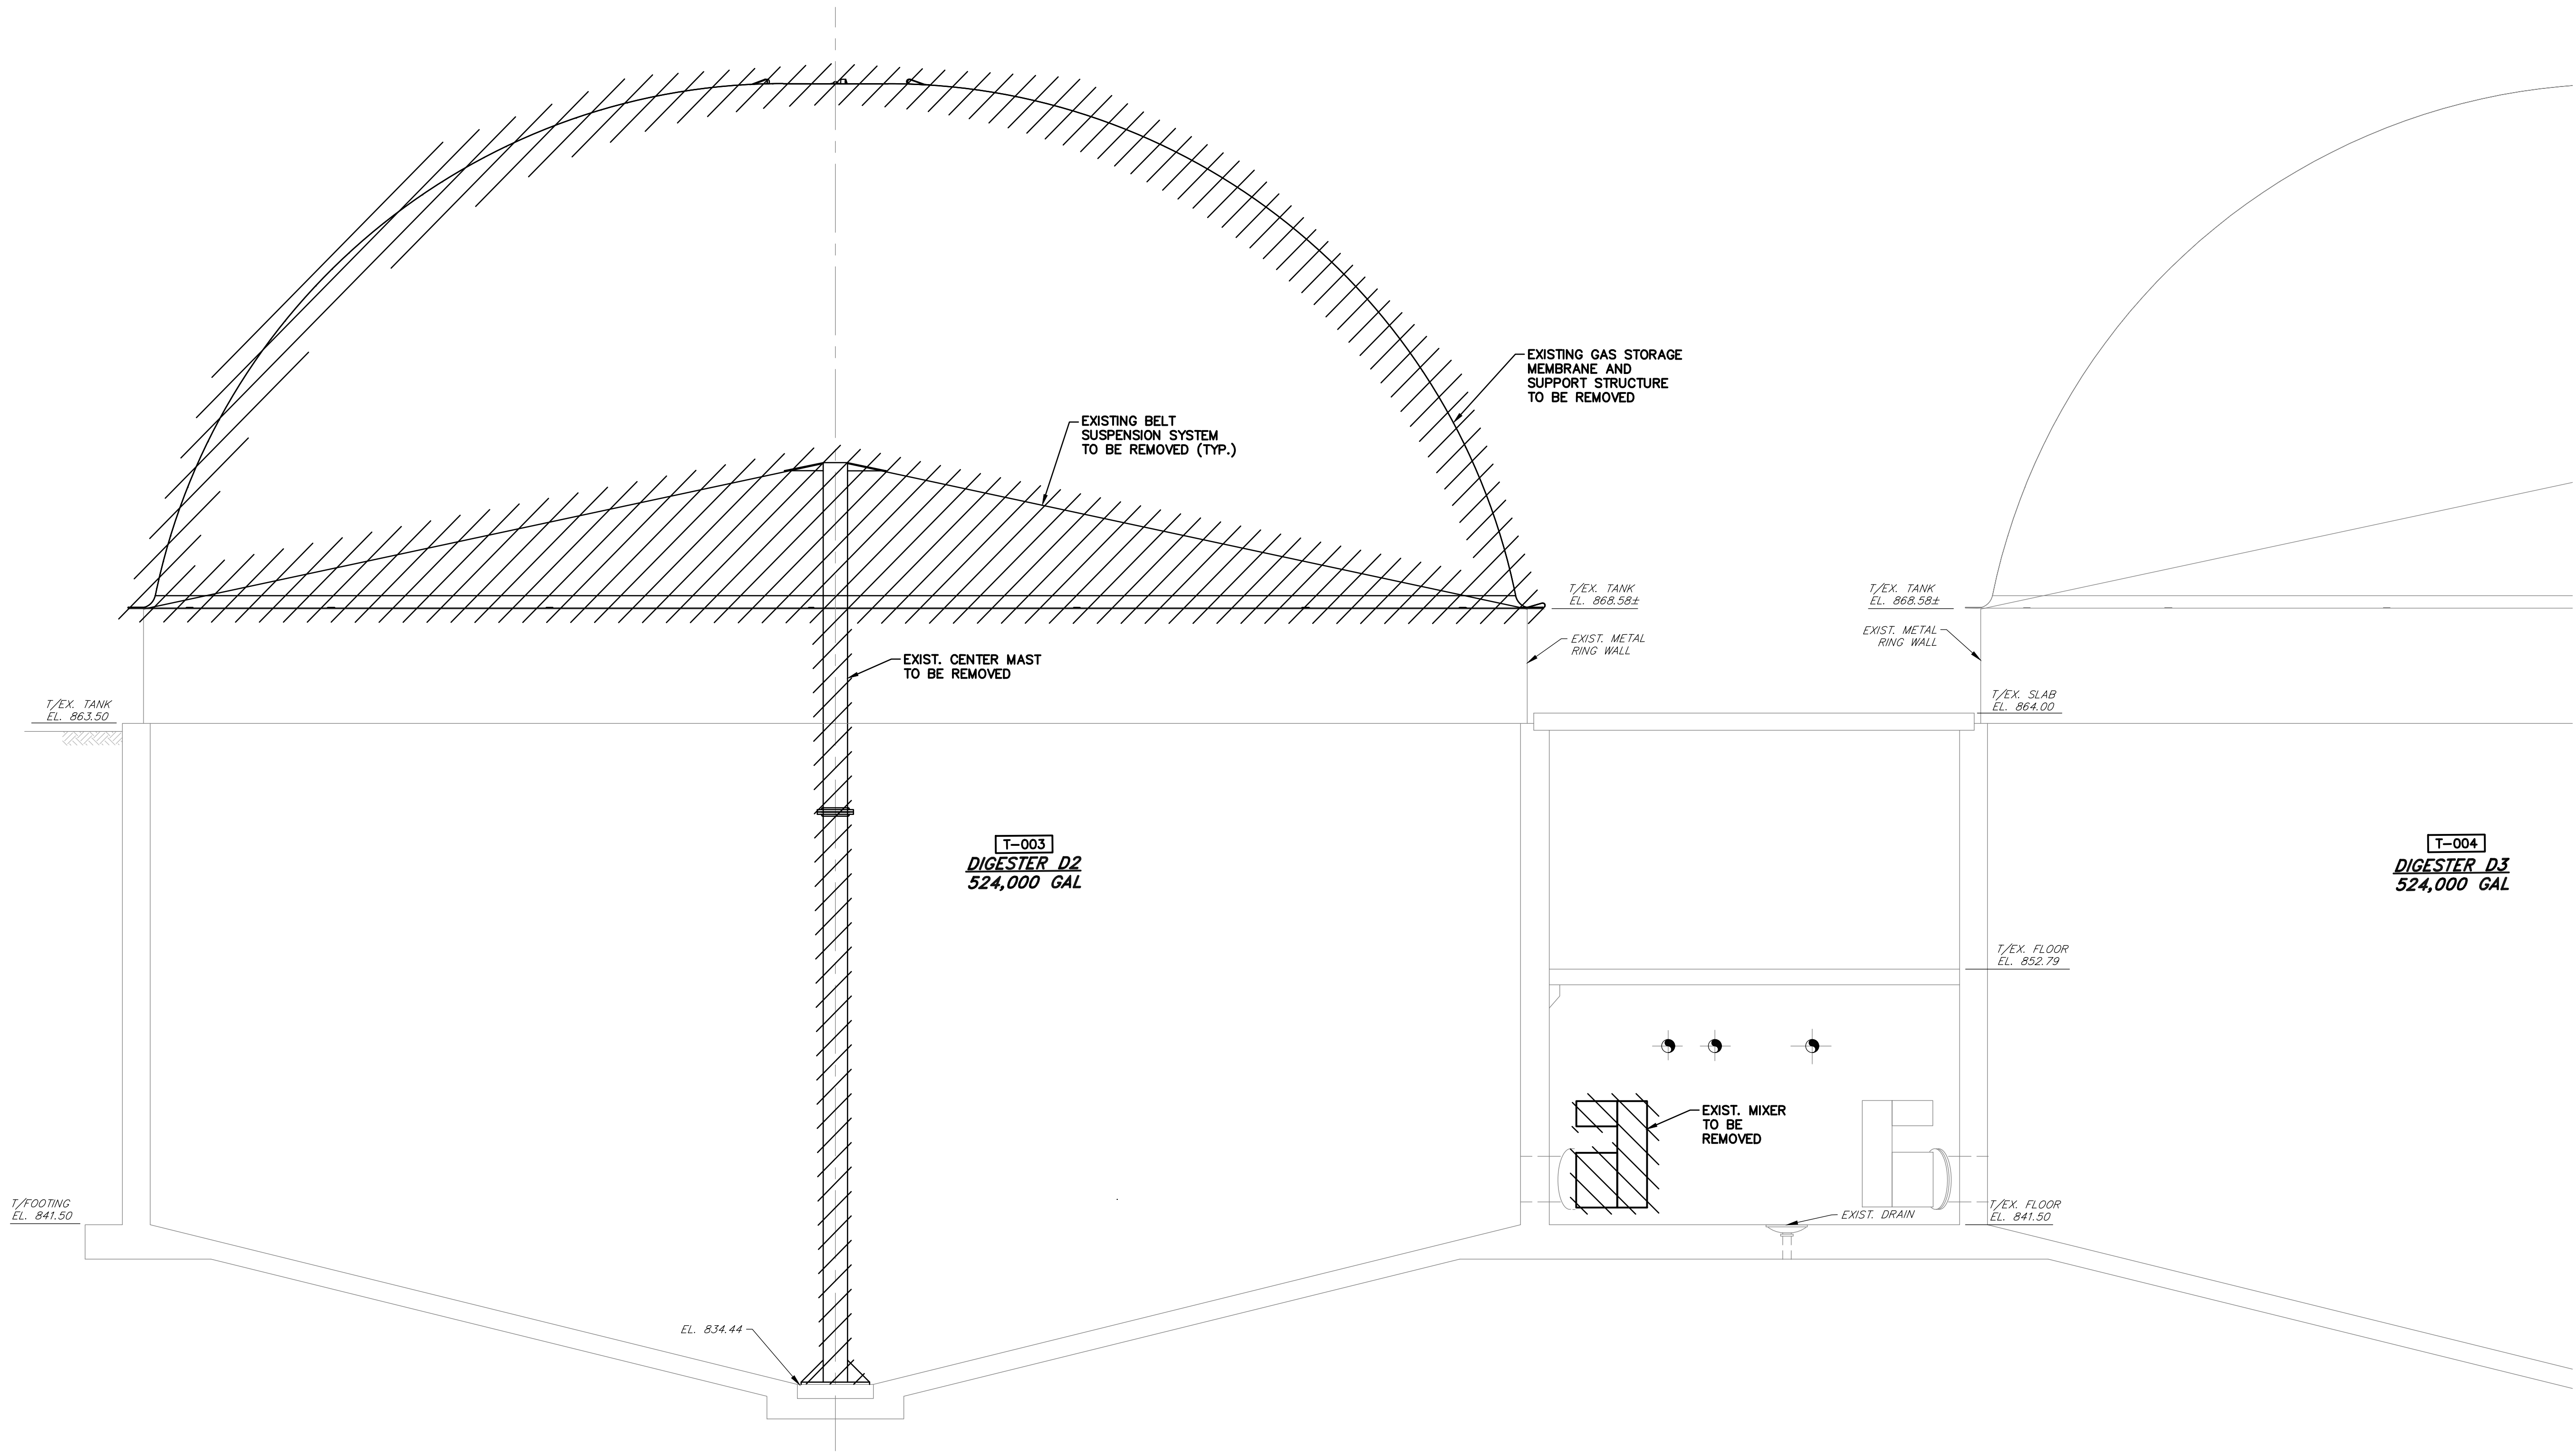 EXISTING GAS STORAGE
MEMBRANE AND
SUPPORT STRUCTURE
TO BE REMOVED
EXISTING BELT
SUSPENSION SYSTEM
TO BE REMOVED (TYP.)
T/EX. TANK
EL. 868.58±
T/EX. TANK
EL. 868.58±
EXIST. METAL
RING WALL
EXIST. METAL
RING WALL
EXIST. CENTER MAST
TO BE REMOVED
T/EX. TANK
EL. 863.50
T/EX. SLAB
EL. 864.00
T-003
DIGESTER D2
524,000 GAL
T-004
DIGESTER D3
524,000 GAL
T/EX. FLOOR
EL. 852.79
EXIST. MIXER
TO BE
REMOVED
T/FOOTING
EL. 841.50
EXIST. DRAIN
T/EX. FLOOR
EL. 841.50
EL. 834.44